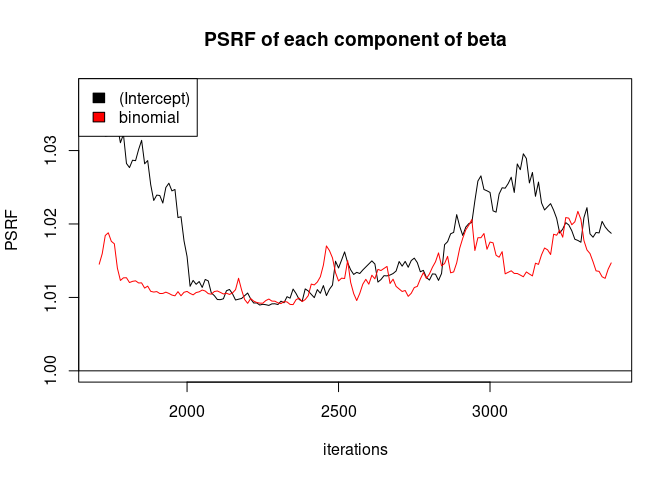 PSRF of each component of beta
(Intercept)
binomial
PSRF
1.03
1.02
1.01
1.00
2000 2500 3000
iterations